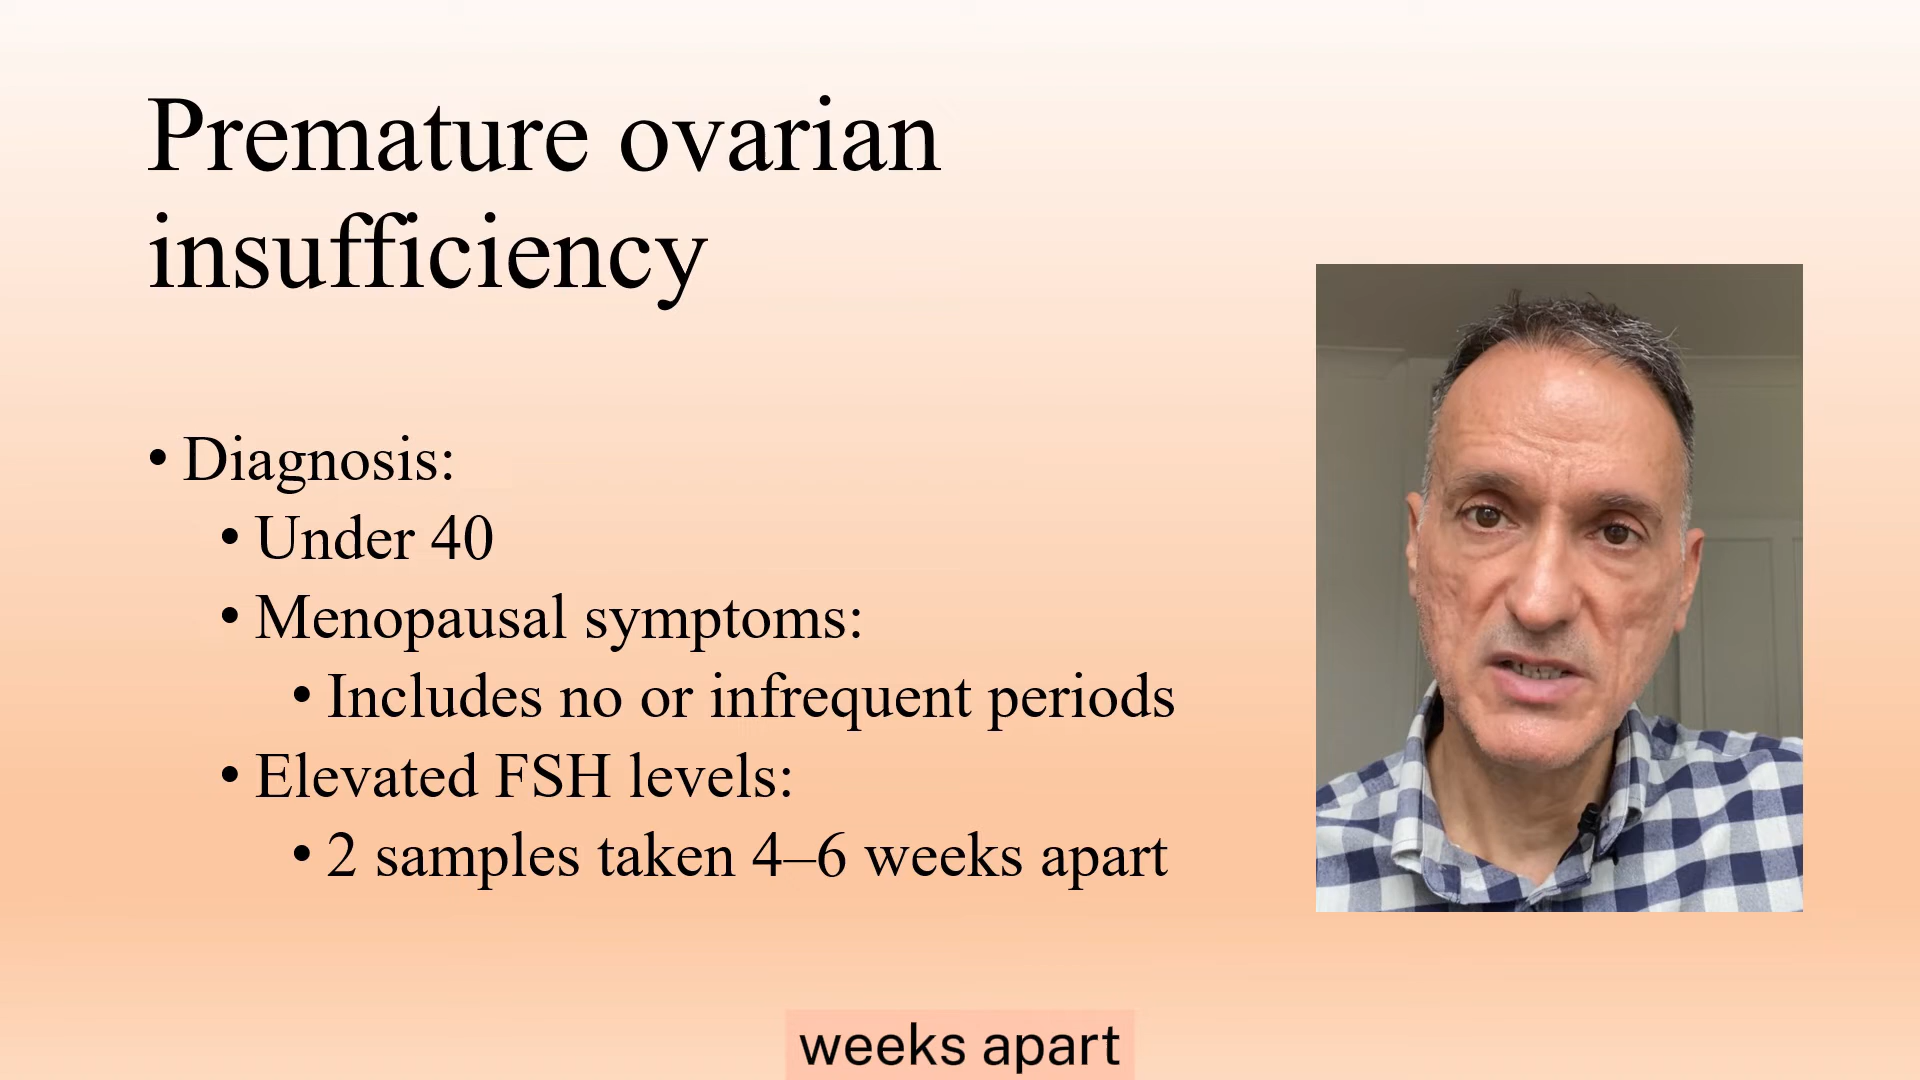 Premature ovarian
insufficiency
• Diagnosis:
• Under 40
• Menopausal symptoms:
• Includes no or infrequent periods
• Elevated FSH levels:
• 2 samples taken 4–6 weeks apart
weeks apart